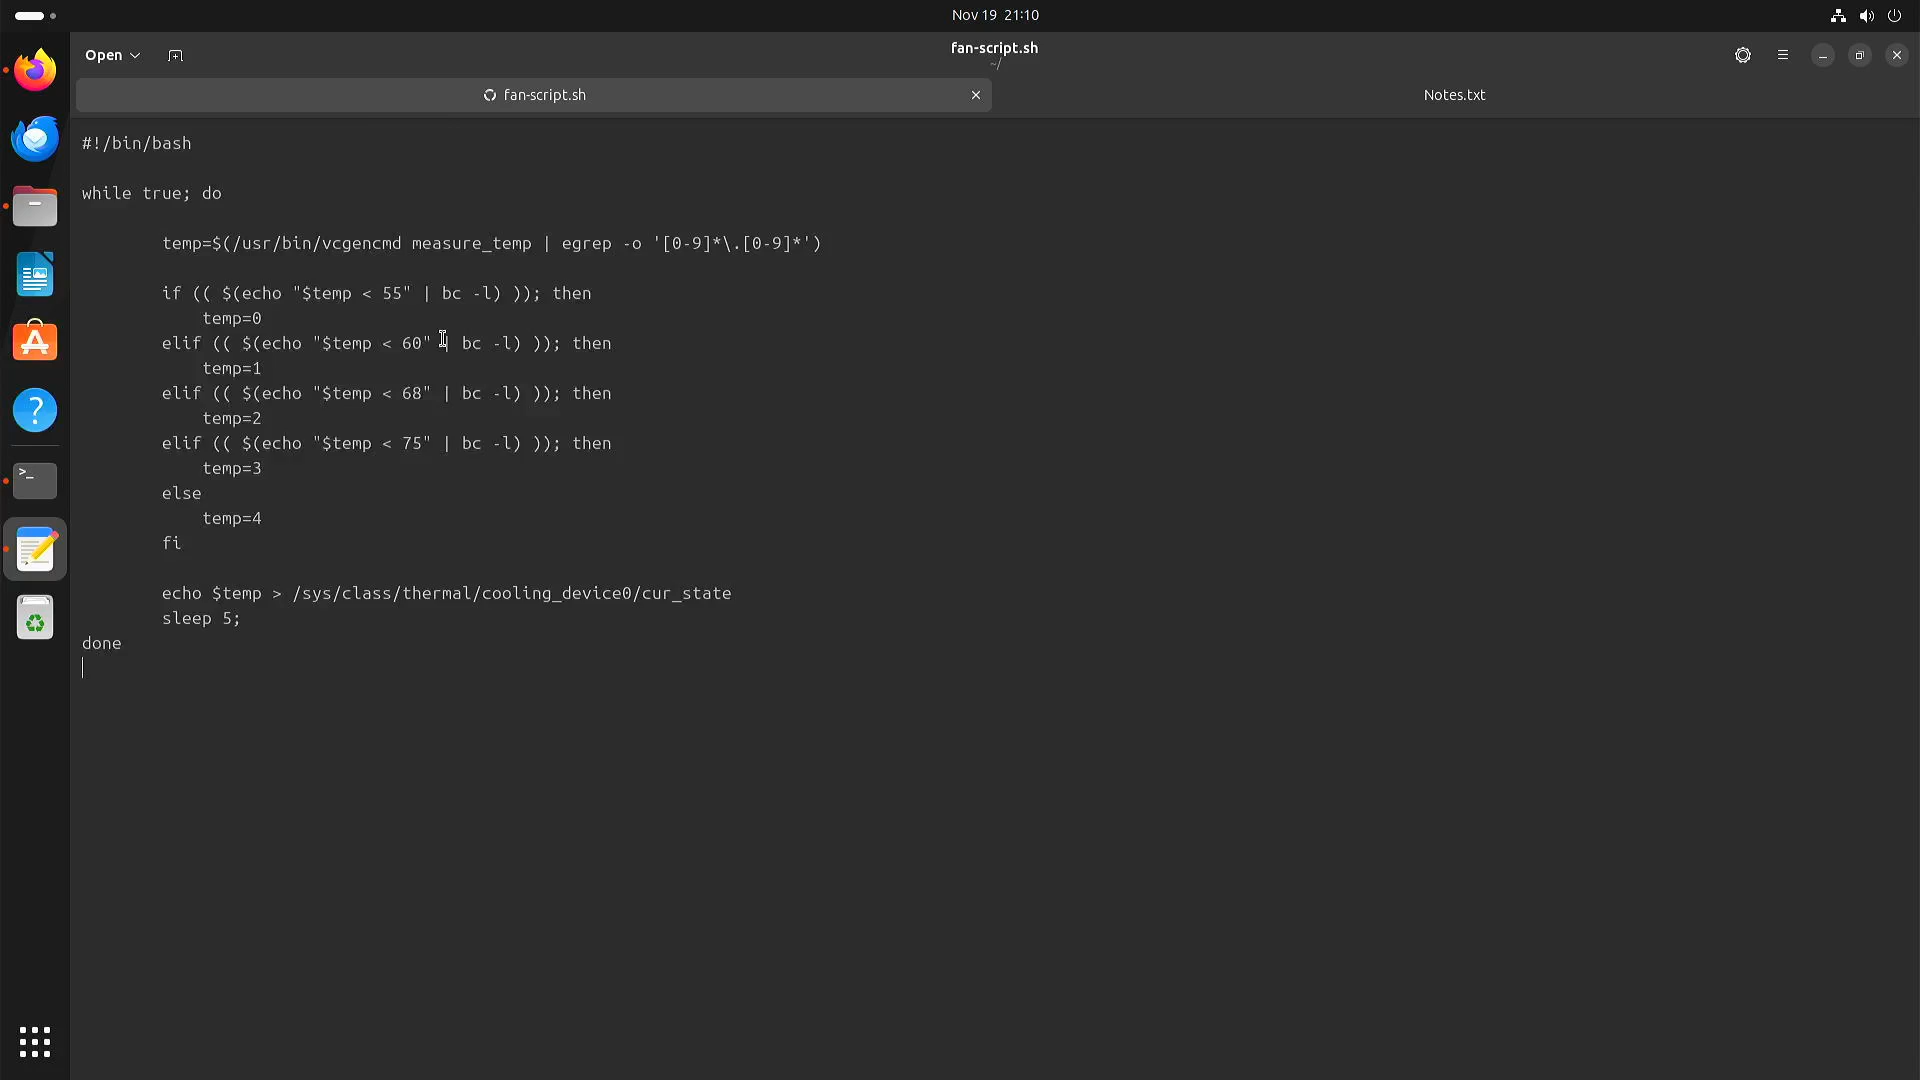 Nov 19 21:10
Open
fan-script.sh
~/
fan-script.sh
Notes.txt
#!/bin/bash
while true; do
temp=$(/usr/bin/vcgencmd measure_temp | egrep -o '[0-9]*\.[0-9]*')
if (( $(echo "$temp < 55" | bc -l) )); then
temp=0
elif (( $(echo "$temp < 60" | bc -l) )); then
temp=1
elif (( $(echo "$temp < 68" | bc -l) )); then
temp=2
elif (( $(echo "$temp < 75" | bc -l) )); then
temp=3
else
temp=4
fi
echo $temp > /sys/class/thermal/cooling_device0/cur_state
sleep 5;
done